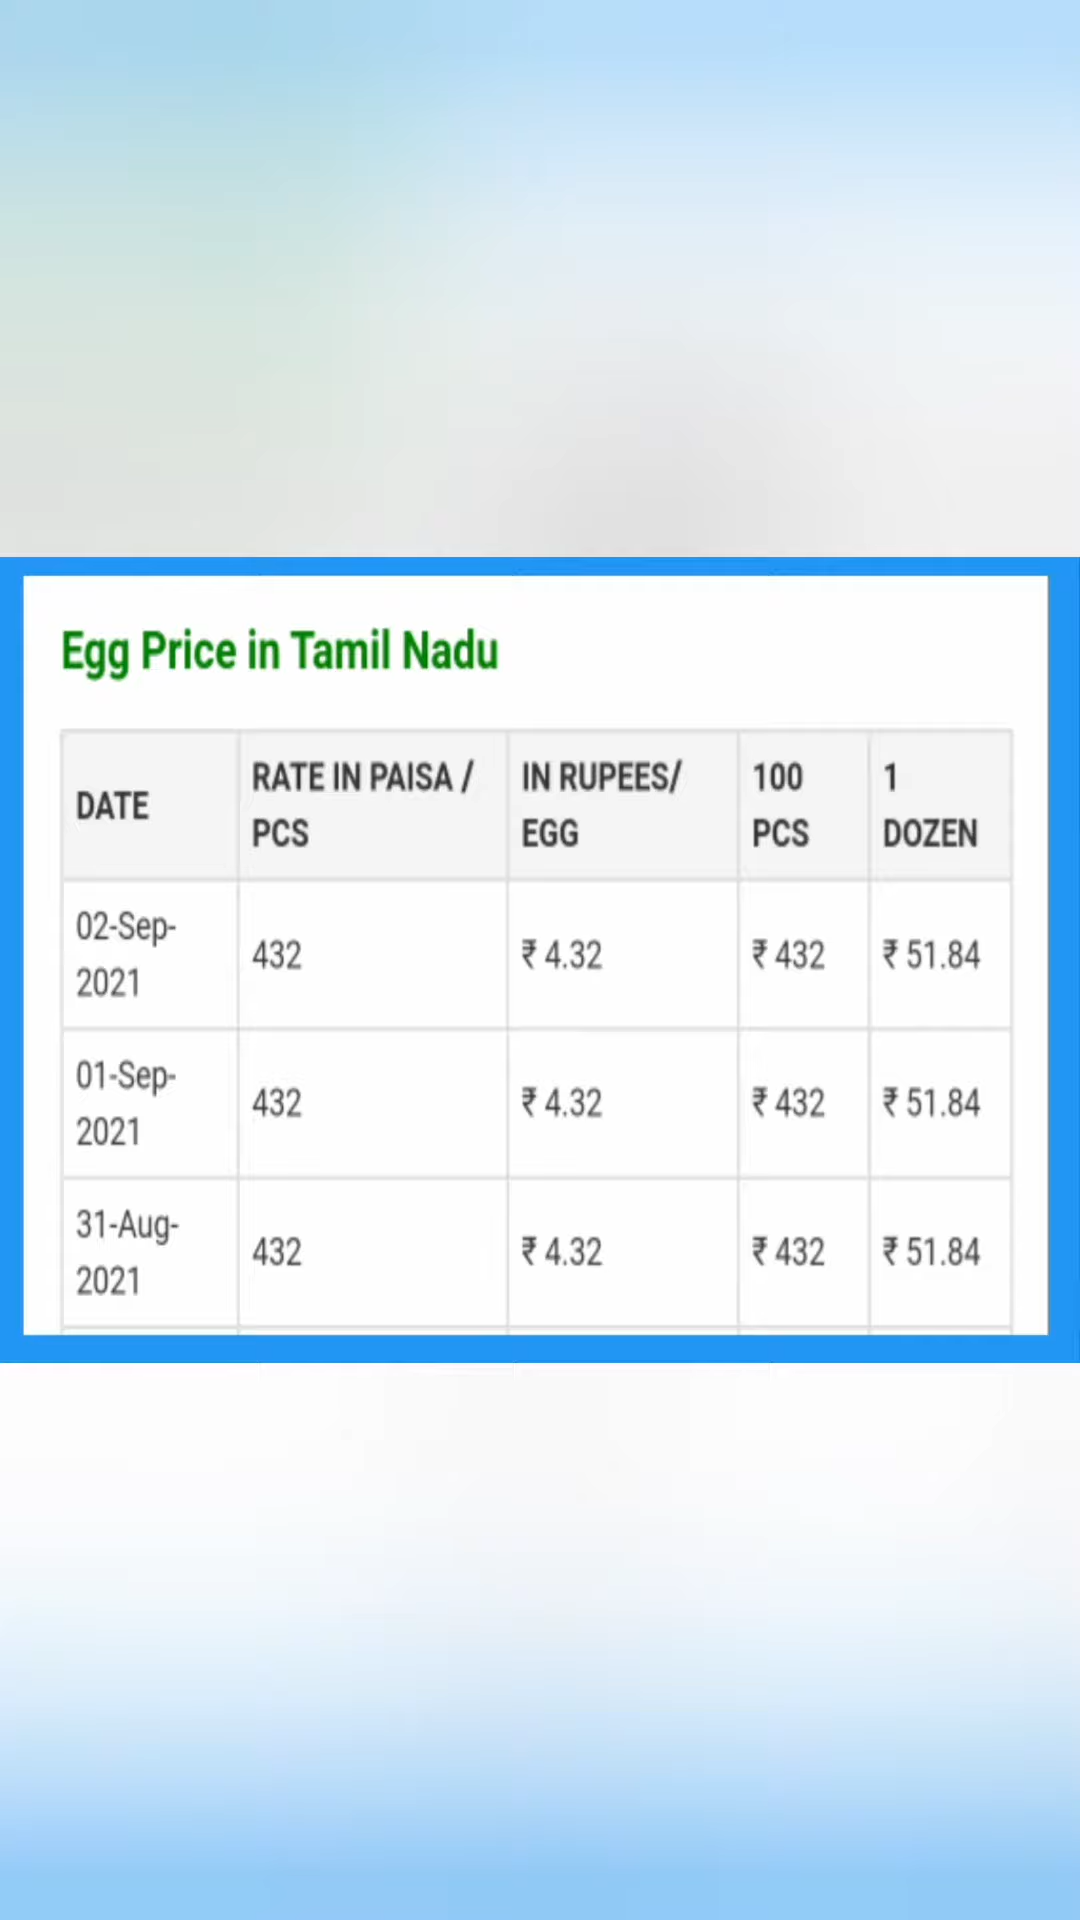 Egg Price in Tamil Nadu
DATE
RATE IN PAISA /
PCS
IN RUPEES/
EGG
100
PCS
1
DOZEN
02-Sep-
2021
432
₹ 4.32
₹ 432
₹ 51.84
01-Sep-
2021
432
₹ 4.32
₹ 432
₹ 51.84
31-Aug-
2021
432
₹ 4.32
₹ 432
₹ 51.84